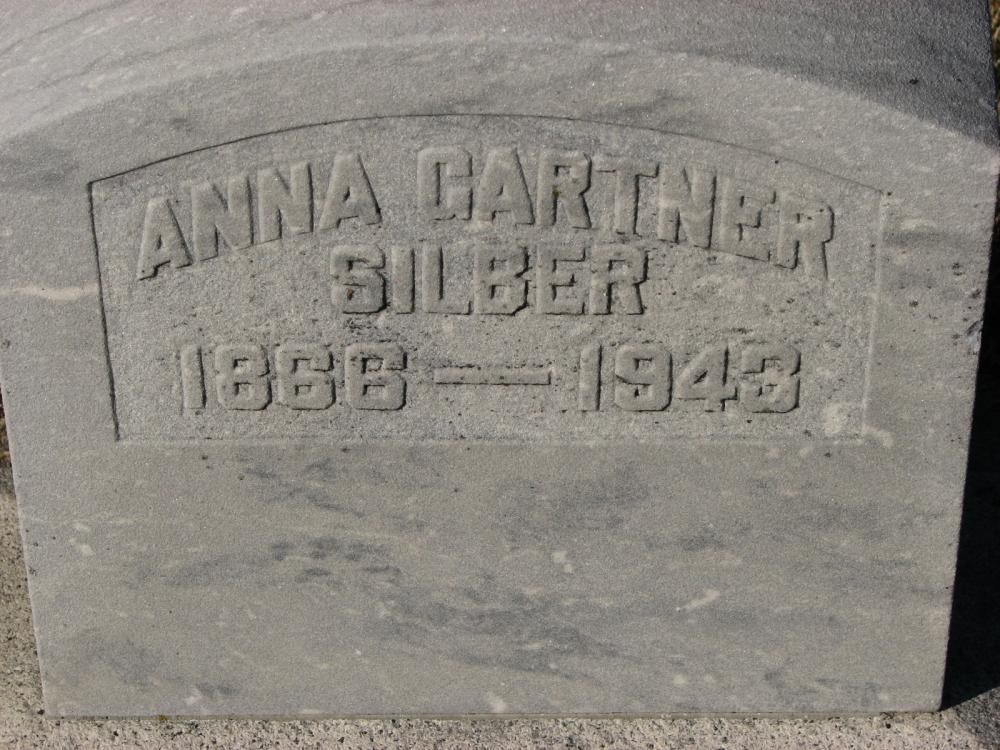 ANNA GARTNER
SILBER
1866 — 1943